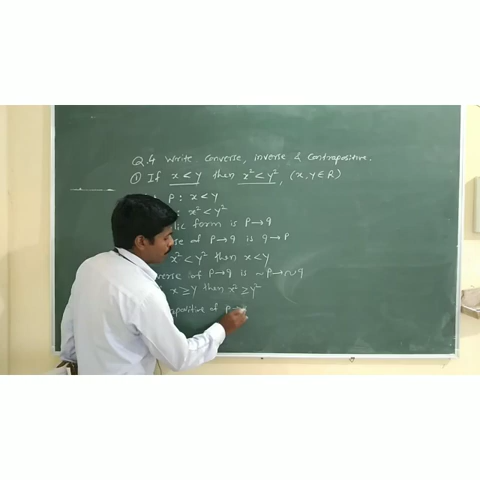 Q.4 Write Converse, Inverse & Contrapositive.
① If x < y then x² < y², (x, y ∈ R)
P : x < y
: x² < y²
form is P→q
of P→q is q→P
x² < y² then x < y
of P→q is ~P→~q
x ≥ y then x² ≥ y²
of P→